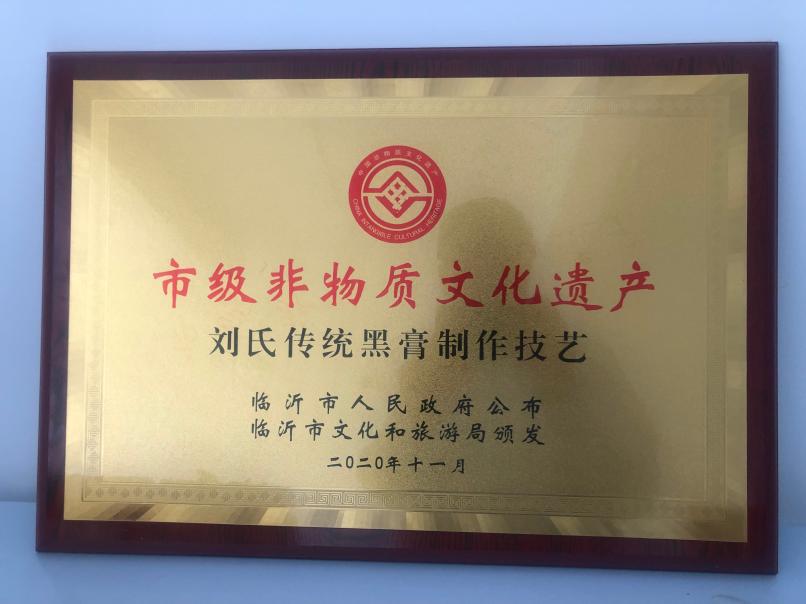 中国非物质文化遗产
CHINA INTANGIBLE CULTURAL HERITAGE
市级非物质文化遗产
刘氏传统黑膏制作技艺
临沂市人民政府公布
临沂市文化和旅游局颁发
二〇二〇年十一月